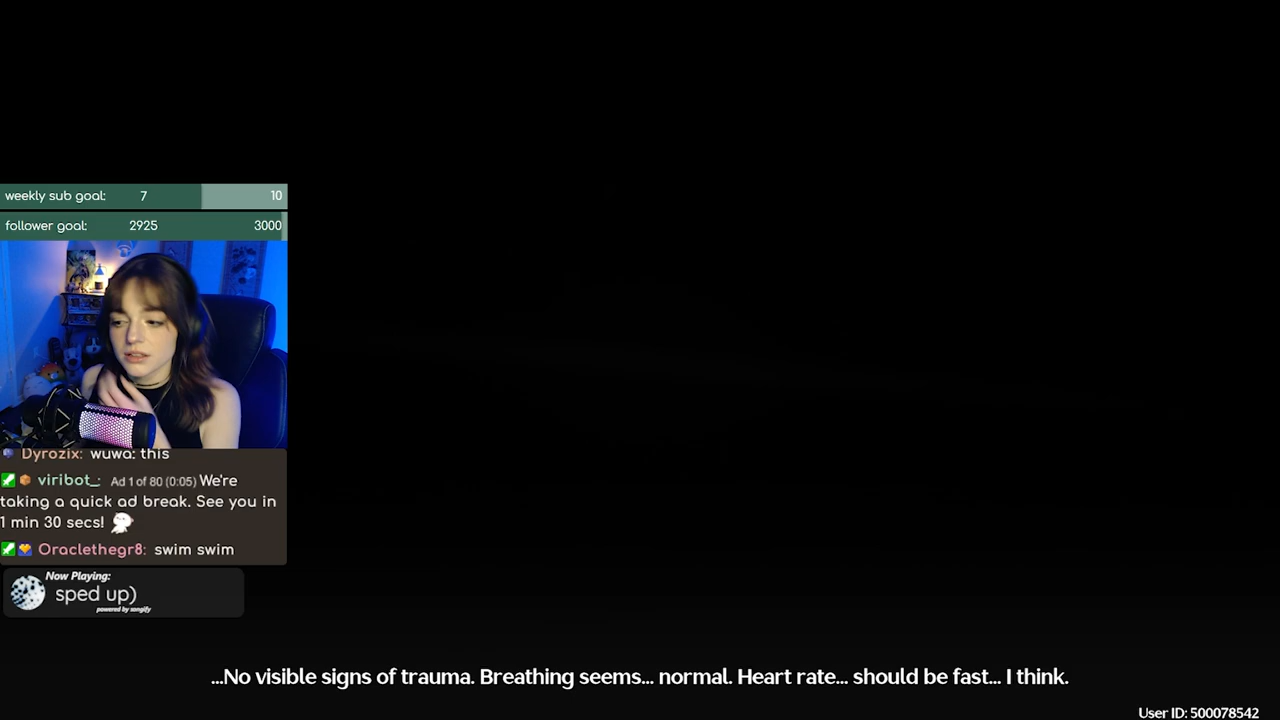 weekly sub goal: 7 10
follower goal: 2925 3000
Dyrozix: wuwa: this
viribot_: Ad 1 of 80 (0:05) We're
taking a quick ad break. See you in
1 min 30 secs!
Oraclethegr8: swim swim
Now Playing:
sped up)
powered by songify
...No visible signs of trauma. Breathing seems... normal. Heart rate... should be fast... I think.
User ID: 500078542